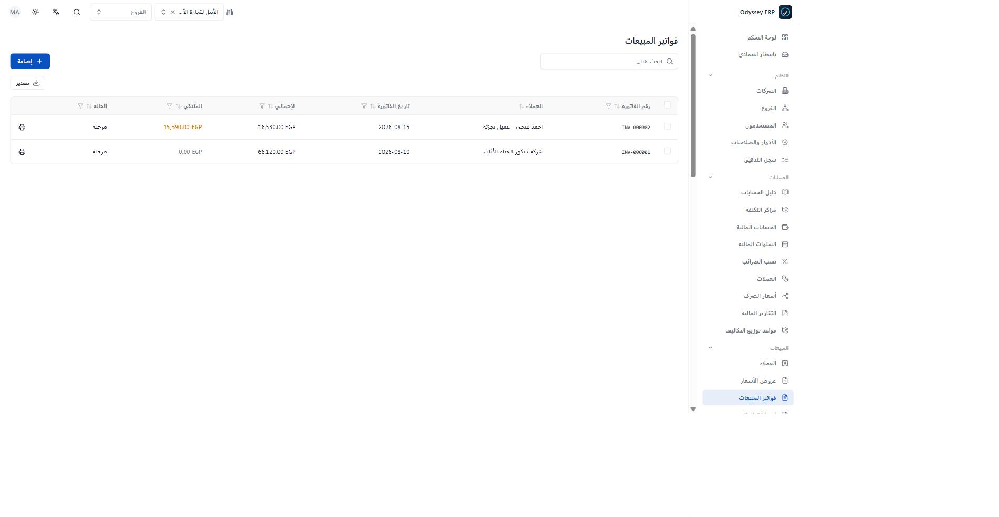 Odyssey ERP
الأمل لتجارة الأ...
الفروع
MA
لوحة التحكم
بانتظار اعتمادي
النظام
الشركات
الفروع
المستخدمون
الأدوار والصلاحيات
سجل التدقيق
الحسابات
دليل الحسابات
مراكز التكلفة
الحسابات المالية
السنوات المالية
نسب الضرائب
العملات
أسعار الصرف
التقارير المالية
قواعد توزيع التكاليف
المبيعات
العملاء
عروض الأسعار
فواتير المبيعات
فواتير المبيعات
ابحث هنا...
إضافة
تصدير
رقم الفاتورة العملاء تاريخ الفاتورة الإجمالي المتبقي الحالة
INV-000002 أحمد فتحي - عميل تجزئة 2026-08-15 16,530.00 EGP 15,390.00 EGP مرحلة
INV-000001 شركة ديكور الحياة للأثاث 2026-08-10 66,120.00 EGP 0.00 EGP مرحلة